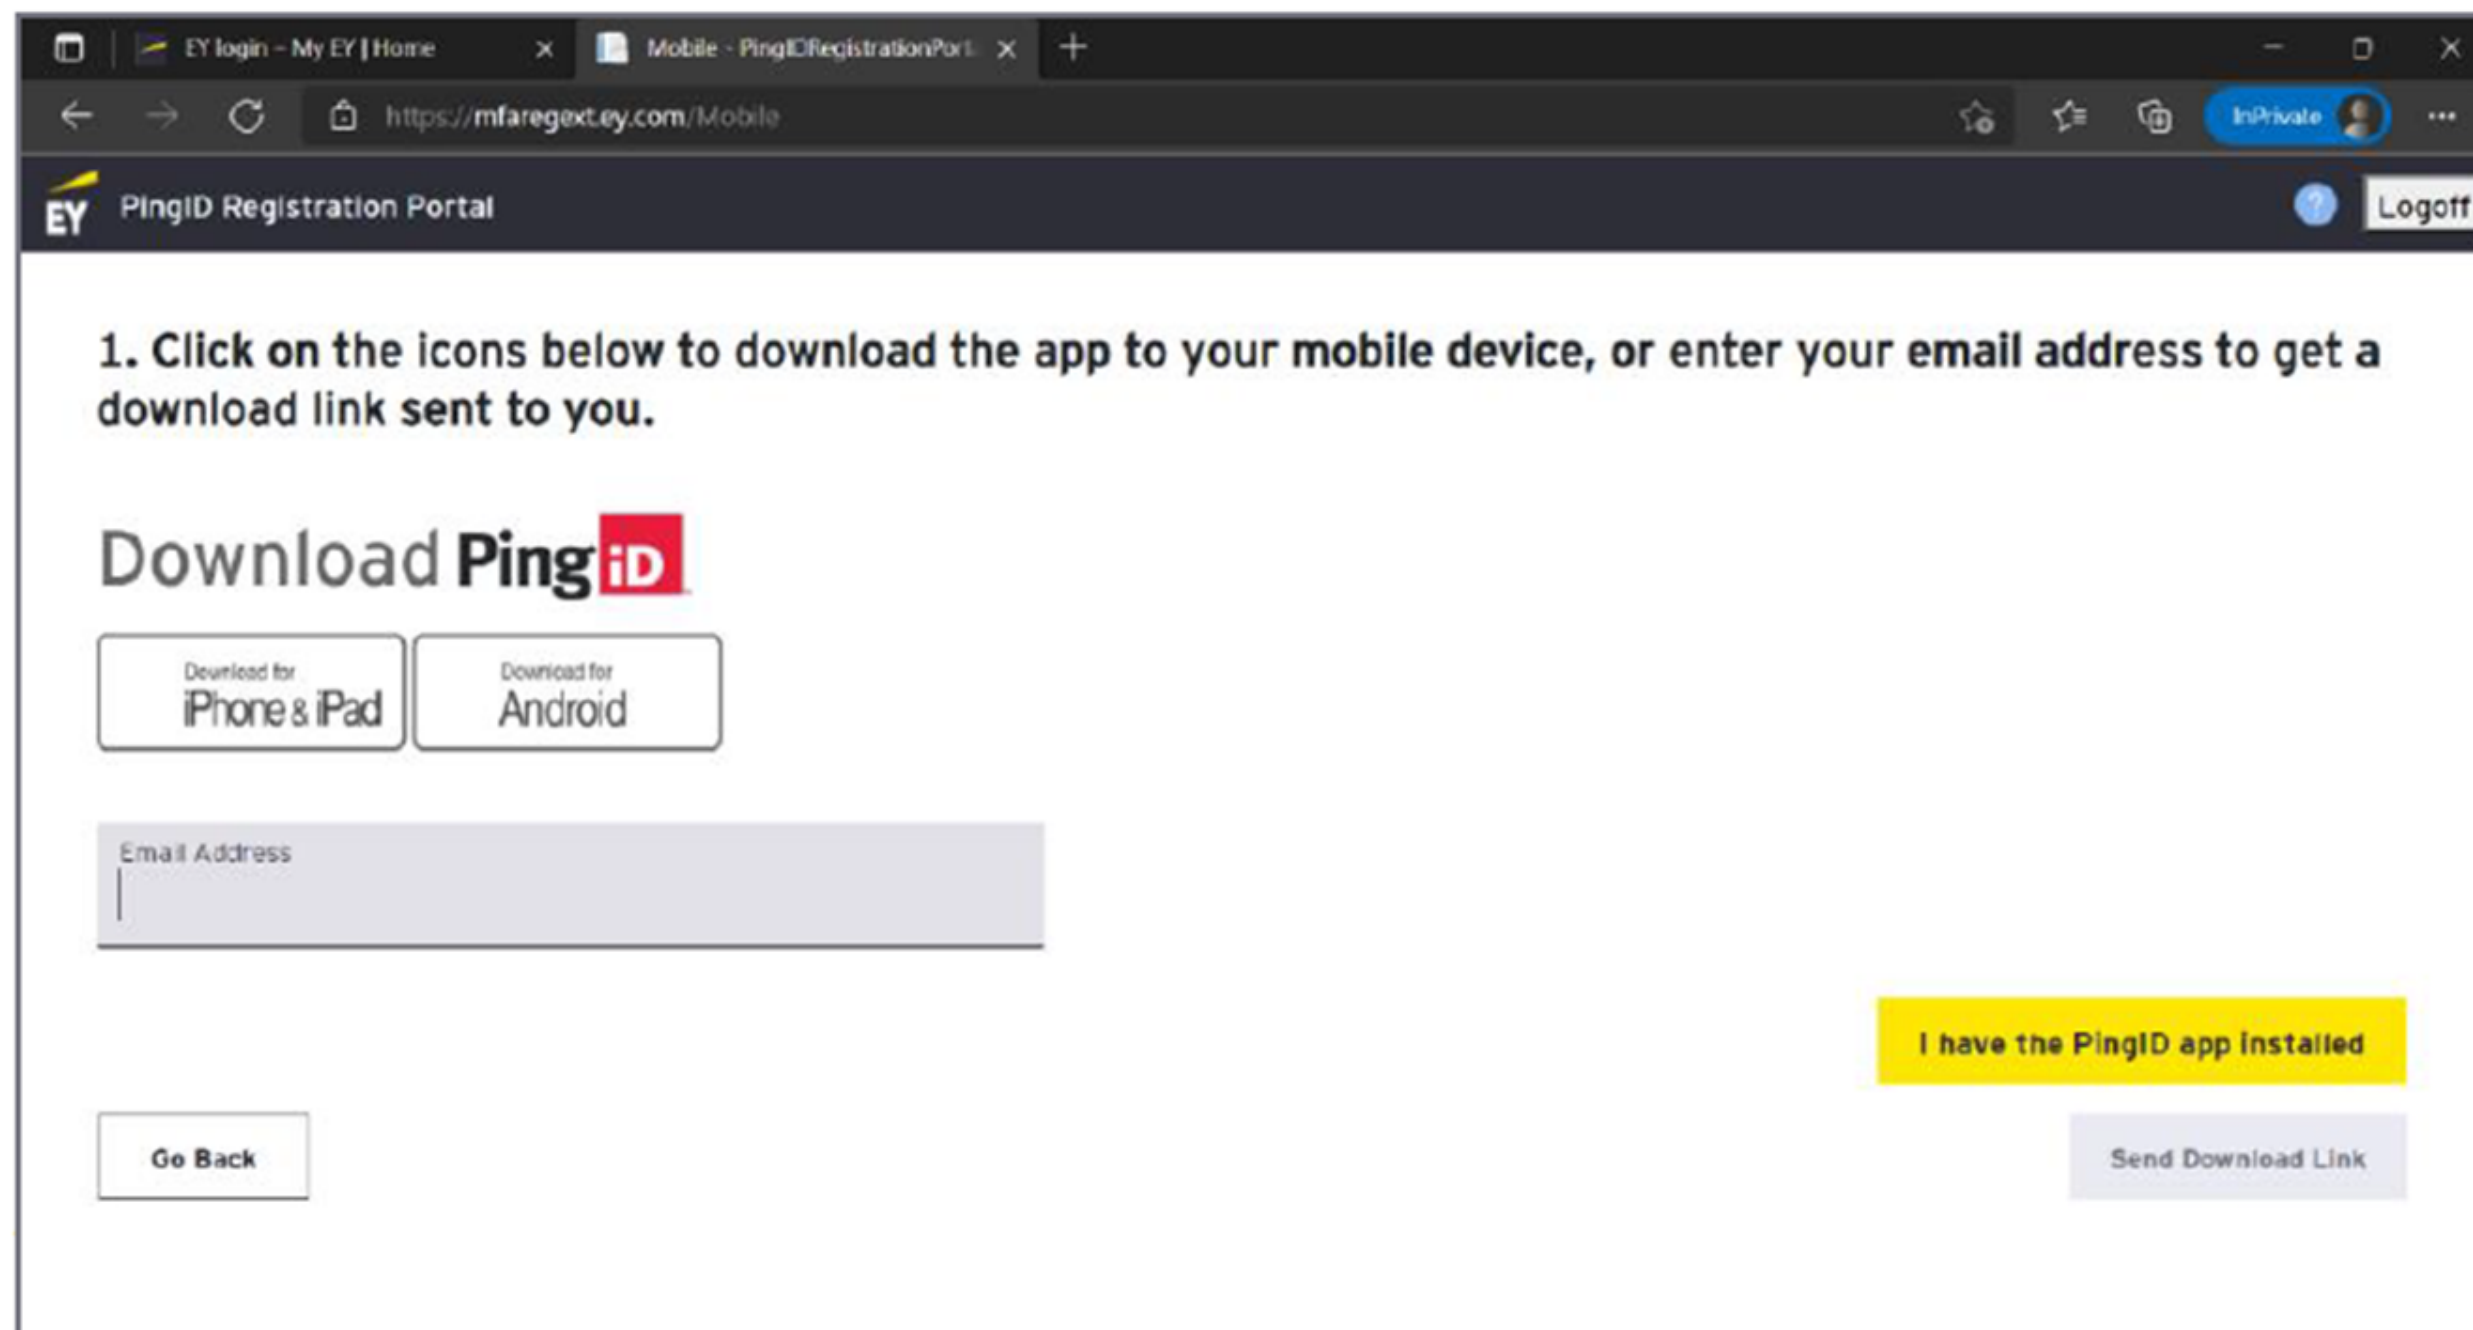 EY login – My EY | Home
Mobile - PingIDRegistrationPort
https://mfaregext.ey.com/Mobile
InPrivate
EY
PingID Registration Portal
?
Logoff
1. Click on the icons below to download the app to your mobile device, or enter your email address to get a
download link sent to you.
Download PingiD
Download for
iPhone & iPad
Download for
Android
Email Address
I have the PingID app installed
Go Back
Send Download Link